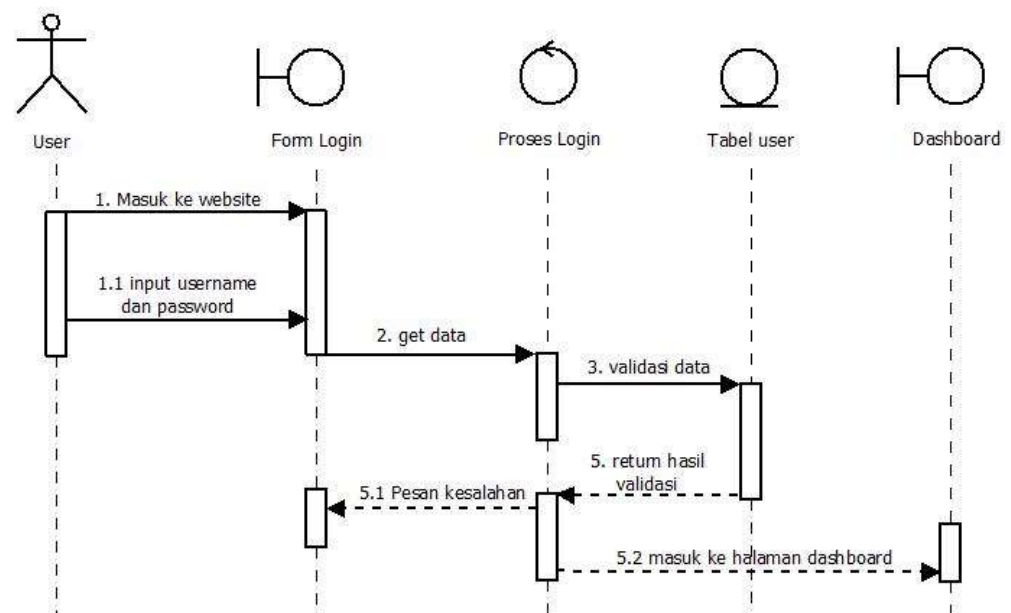 User
Form Login
Proses Login
Tabel user
Dashboard
1. Masuk ke website
1.1 input username
dan password
2. get data
3. validasi data
5. return hasil
validasi
5.1 Pesan kesalahan
5.2 masuk ke halaman dashboard